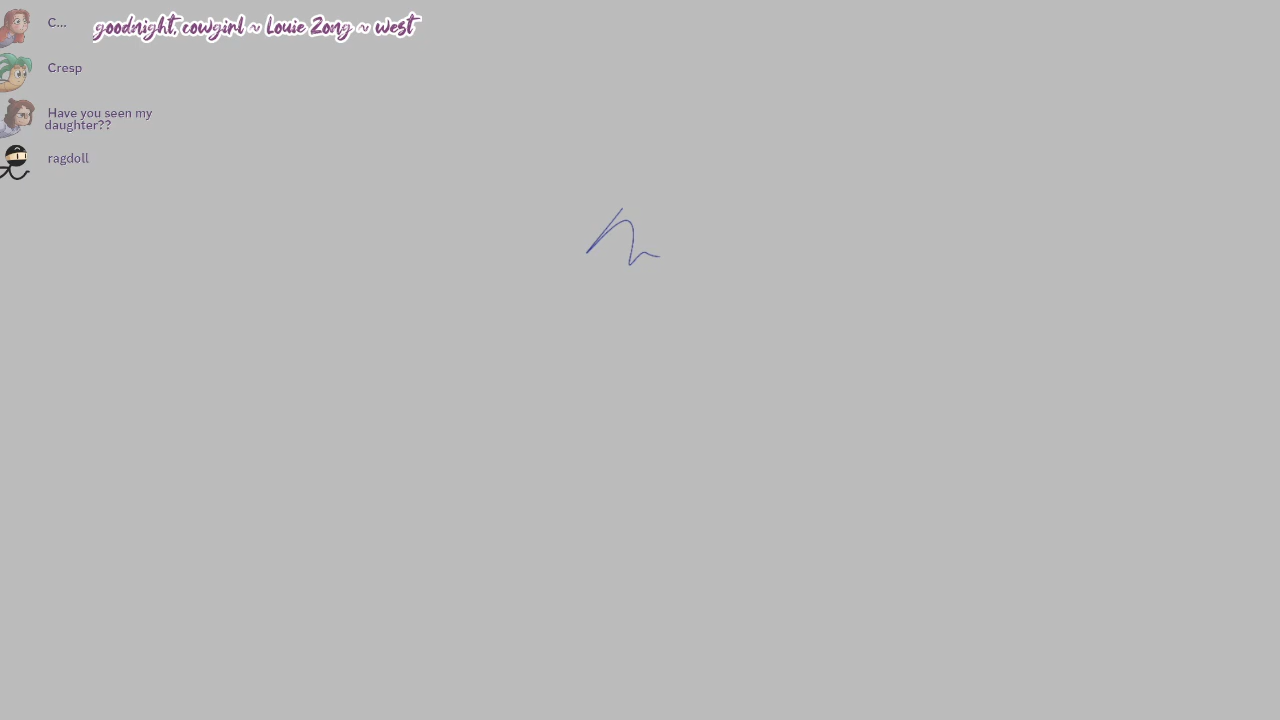 C...
goodnight, cowgirl ~ Louie Zong ~ west
Cresp
Have you seen my
daughter??
ragdoll